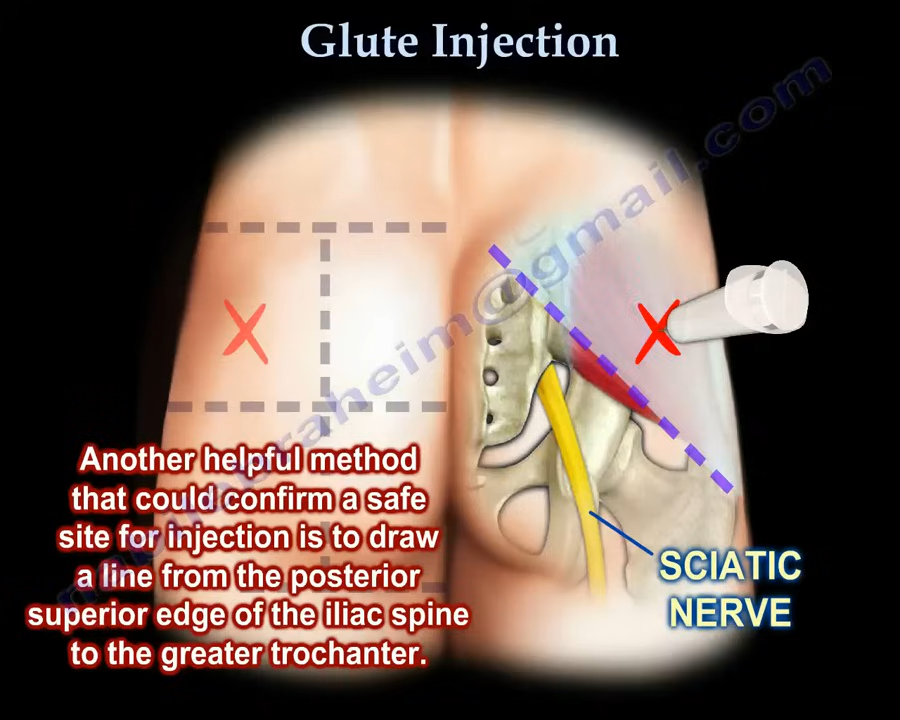 Glute Injection
Another helpful method
that could confirm a safe
site for injection is to draw
a line from the posterior
superior edge of the iliac spine
to the greater trochanter.
SCIATIC
NERVE